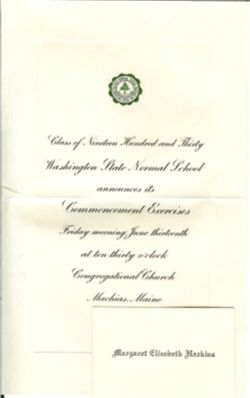 Class of Nineteen Hundred and Thirty
Washington State Normal School
announces its
Commencement Exercises
Friday morning, June thirteenth
at ten thirty o'clock
Congregational Church
Machias, Maine
Margaret Elizabeth Harkins